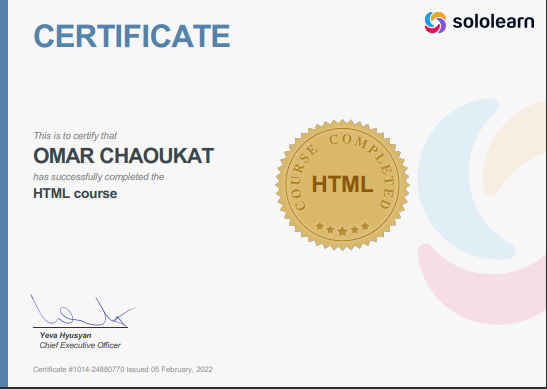 CERTIFICATE
sololearn
This is to certify that
OMAR CHAOUKAT
has successfully completed the
HTML course
COURSE COMPLETED
HTML
Yeva Hyusyan
Chief Executive Officer
Certificate #1014-24880770 Issued 05 February, 2022